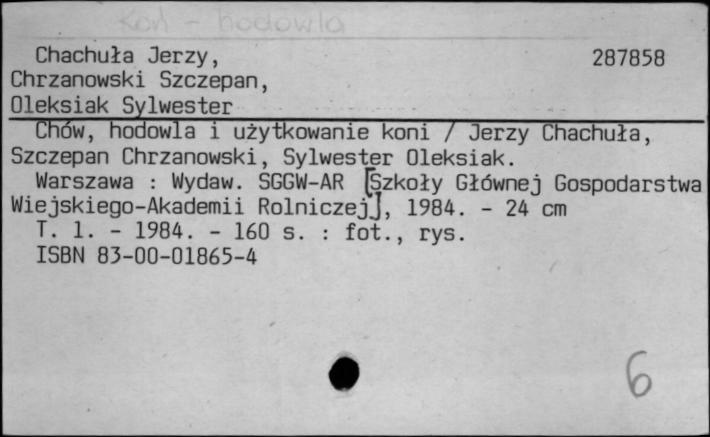 Koń - hodowla
Chachuła Jerzy, 287858
Chrzanowski Szczepan,
Oleksiak Sylwester
Chów, hodowla i użytkowanie koni / Jerzy Chachuła,
Szczepan Chrzanowski, Sylwester Oleksiak.
Warszawa : Wydaw. SGGW-AR [Szkoły Głównej Gospodarstwa
Wiejskiego-Akademii Rolniczej], 1984. - 24 cm
T. 1. - 1984. - 160 s. : fot., rys.
ISBN 83-00-01865-4
6